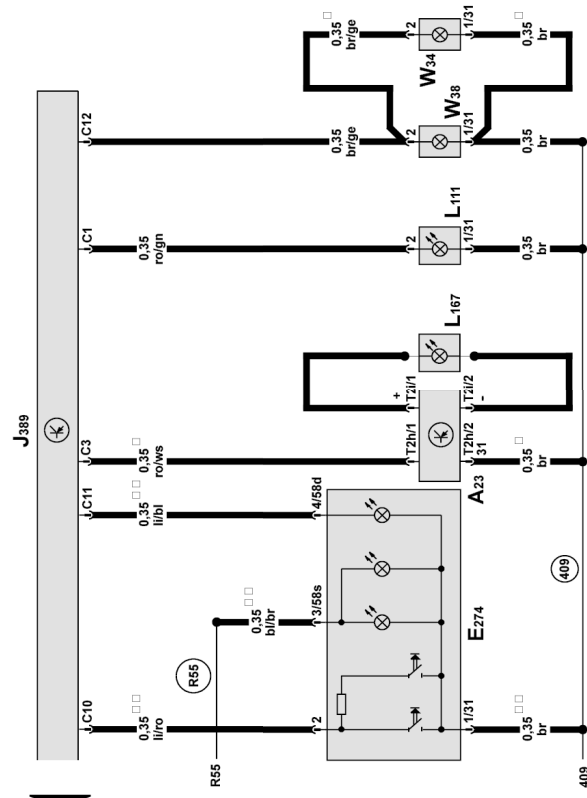 J389
C10
C11
C3
C1
C12
0,35
li/ro
0,35
li/bl
0,35
ro/ws
0,35
ro/gn
0,35
br/ge
0,35
br/ge
R55
R55
0,35
bl/br
2
3/58s
4/58d
T2h/1
+
T2i/1
2
2
2
L167
L111
W38
W34
1/31
T2h/2
31
T2i/2
-
1/31
1/31
1/31
E274
A23
0,35
br
0,35
br
0,35
br
0,35
br
0,35
br
409
409